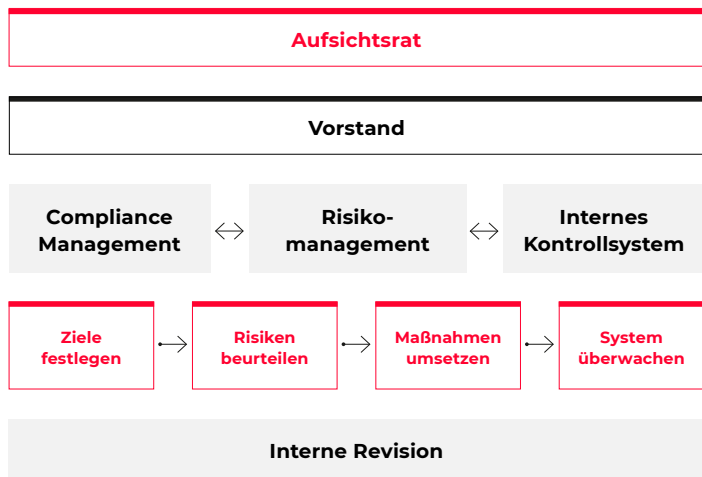 Aufsichtsrat
Vorstand
Compliance
Management
Risiko-
management
Internes
Kontrollsystem
Ziele
festlegen
Risiken
beurteilen
Maßnahmen
umsetzen
System
überwachen
Interne Revision